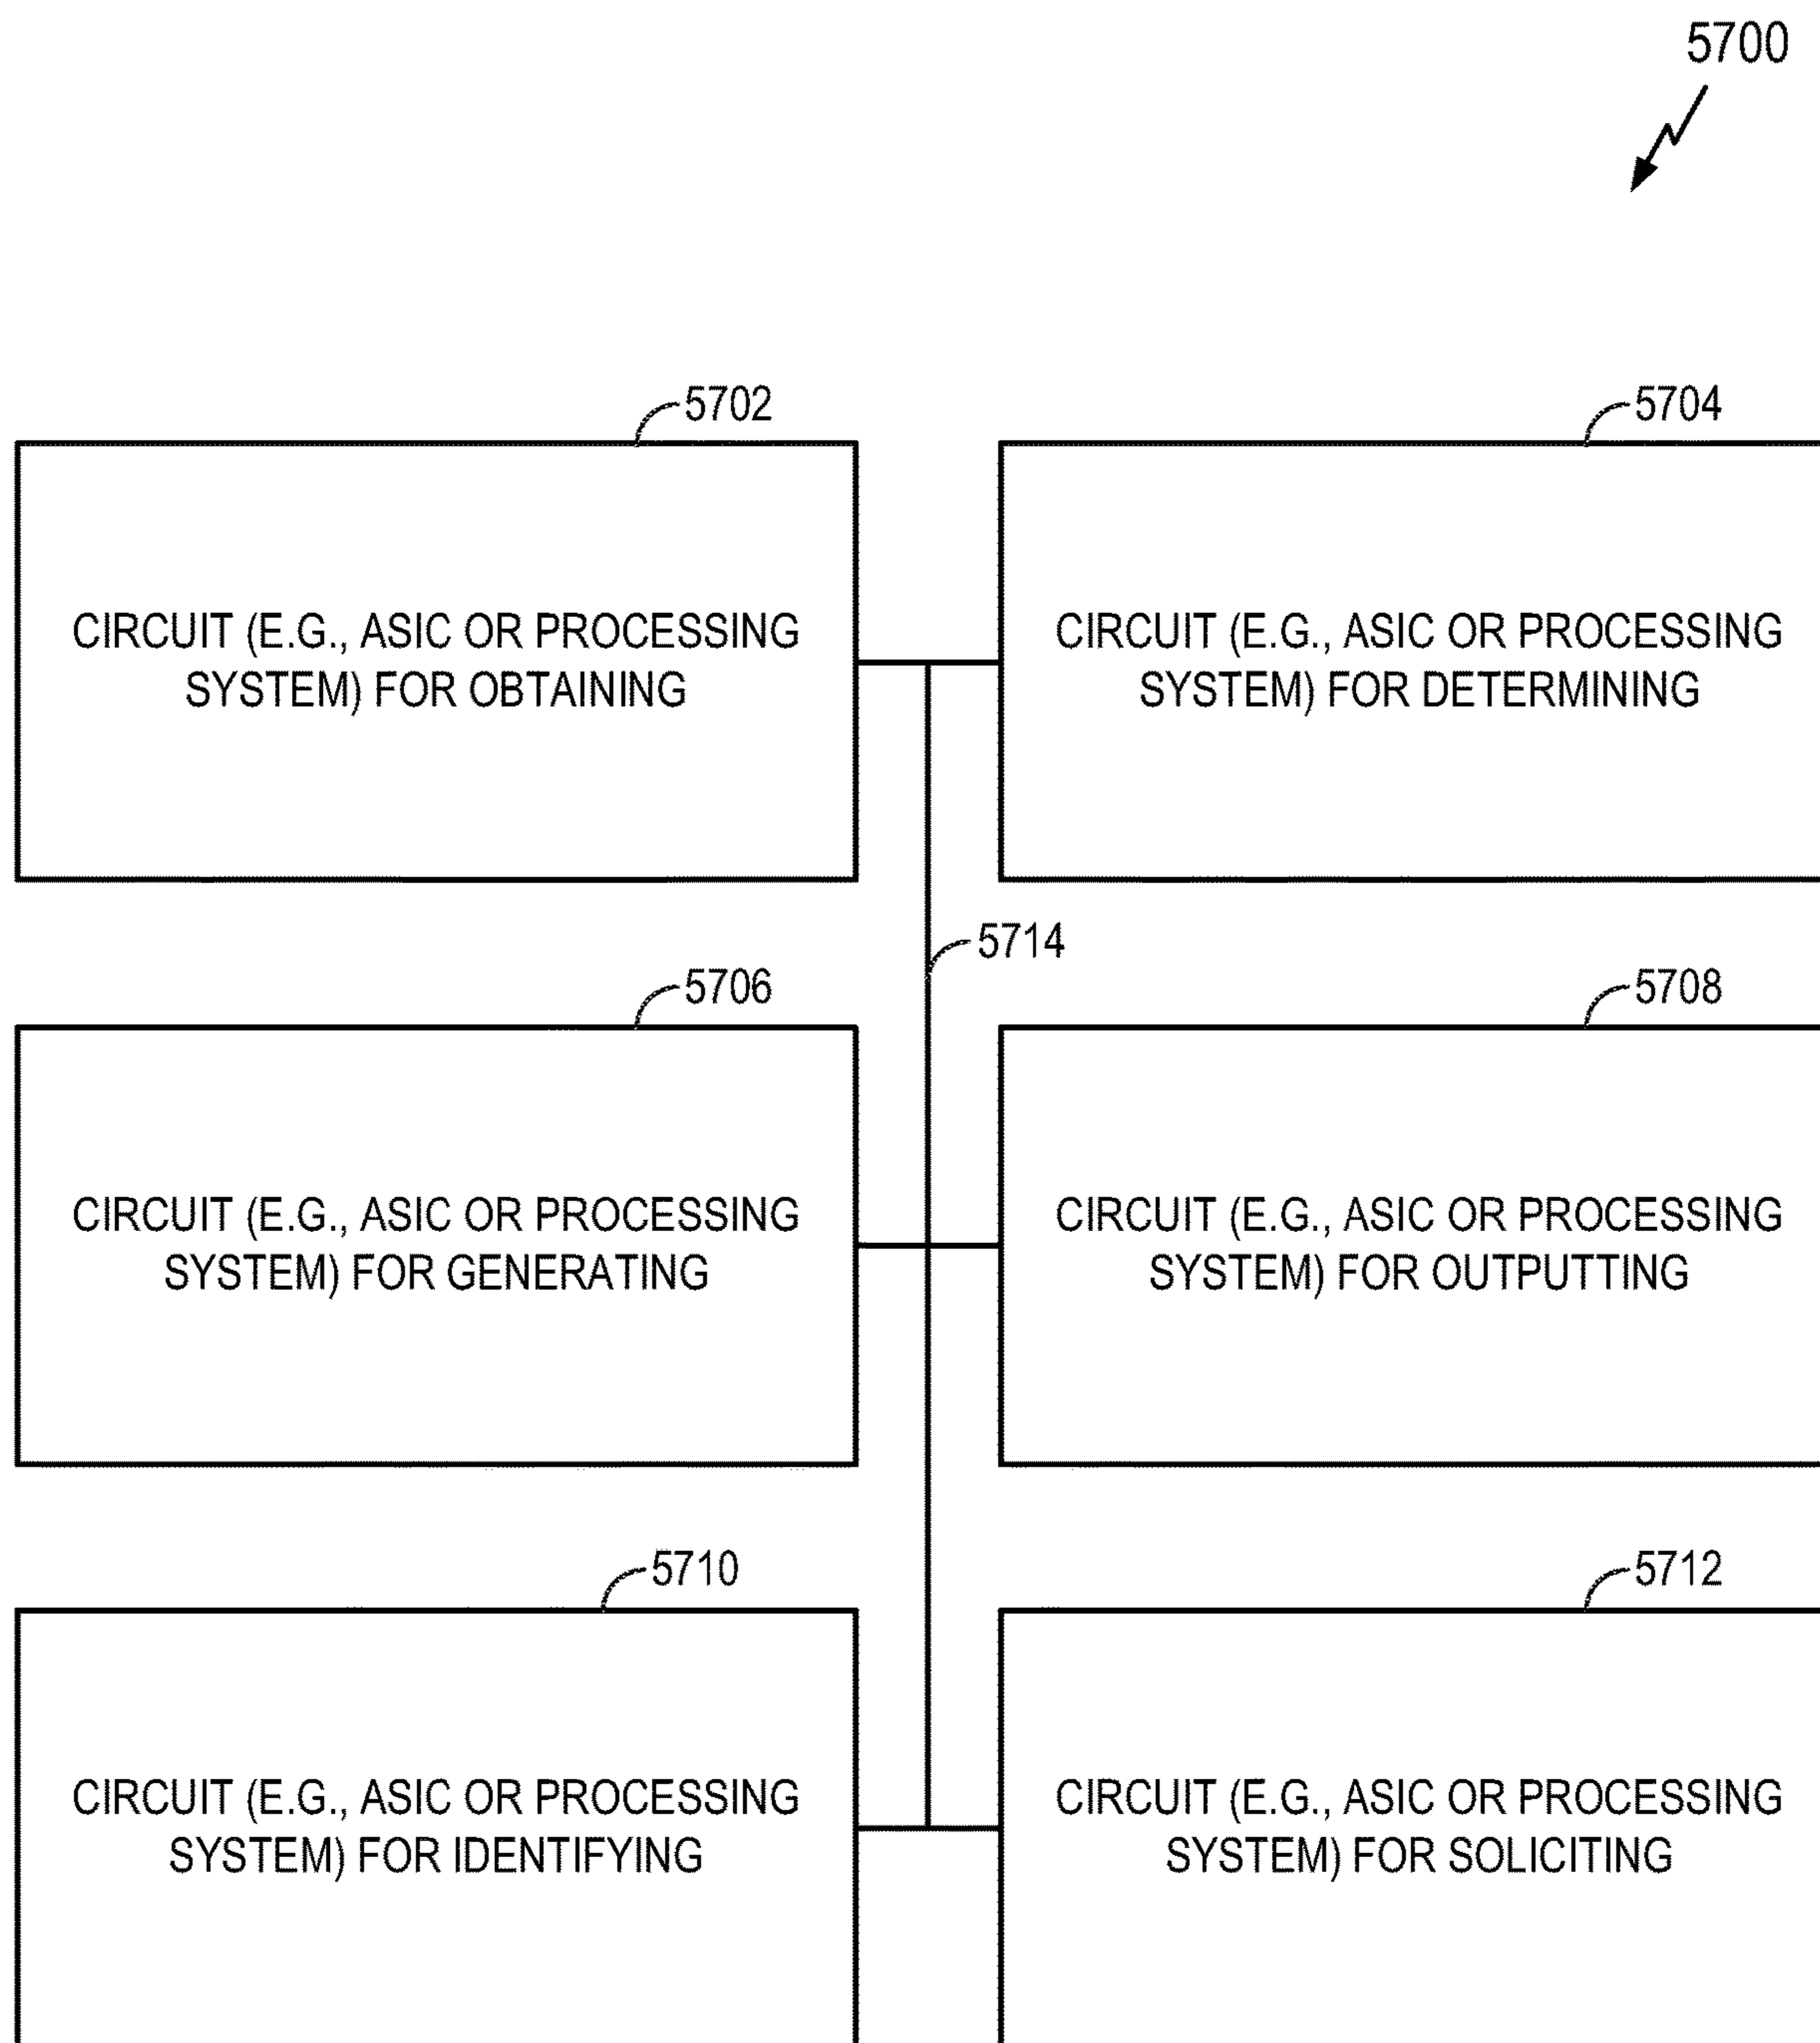 5700
5702
5704
CIRCUIT (E.G., ASIC OR PROCESSING
SYSTEM) FOR OBTAINING
CIRCUIT (E.G., ASIC OR PROCESSING
SYSTEM) FOR DETERMINING
5714
5706
5708
CIRCUIT (E.G., ASIC OR PROCESSING
SYSTEM) FOR GENERATING
CIRCUIT (E.G., ASIC OR PROCESSING
SYSTEM) FOR OUTPUTTING
5710
5712
CIRCUIT (E.G., ASIC OR PROCESSING
SYSTEM) FOR IDENTIFYING
CIRCUIT (E.G., ASIC OR PROCESSING
SYSTEM) FOR SOLICITING